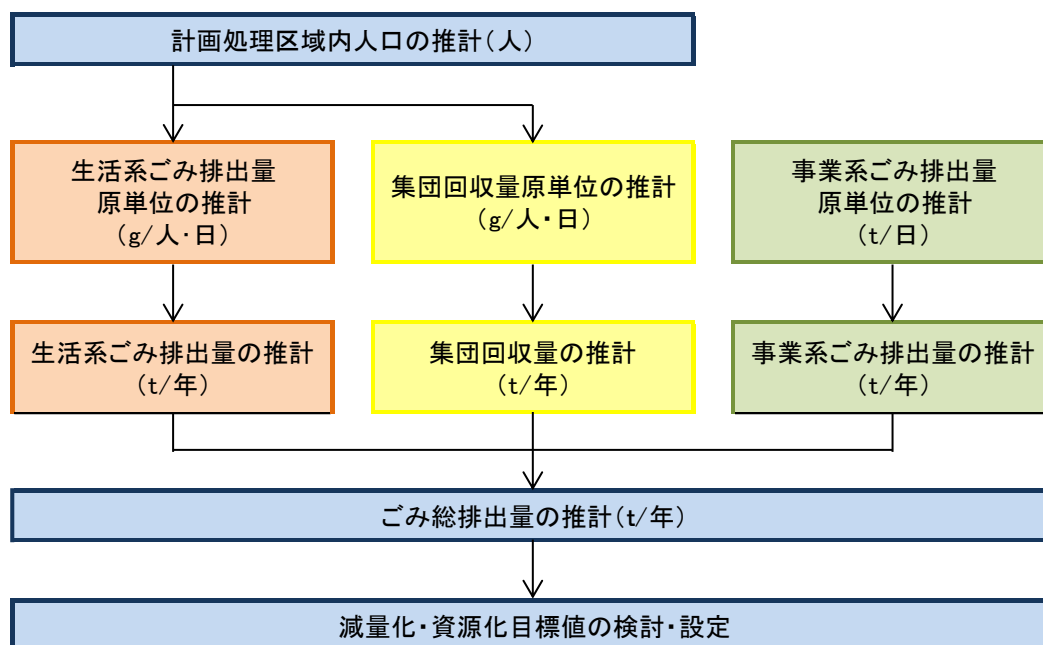 計画処理区域内人口の推計(人)
生活系ごみ排出量
原単位の推計
(g/人・日)
集団回収量原単位の推計
(g/人・日)
事業系ごみ排出量
原単位の推計
(t/日)
生活系ごみ排出量の推計
(t/年)
集団回収量の推計
(t/年)
事業系ごみ排出量の推計
(t/年)
ごみ総排出量の推計(t/年)
減量化・資源化目標値の検討・設定